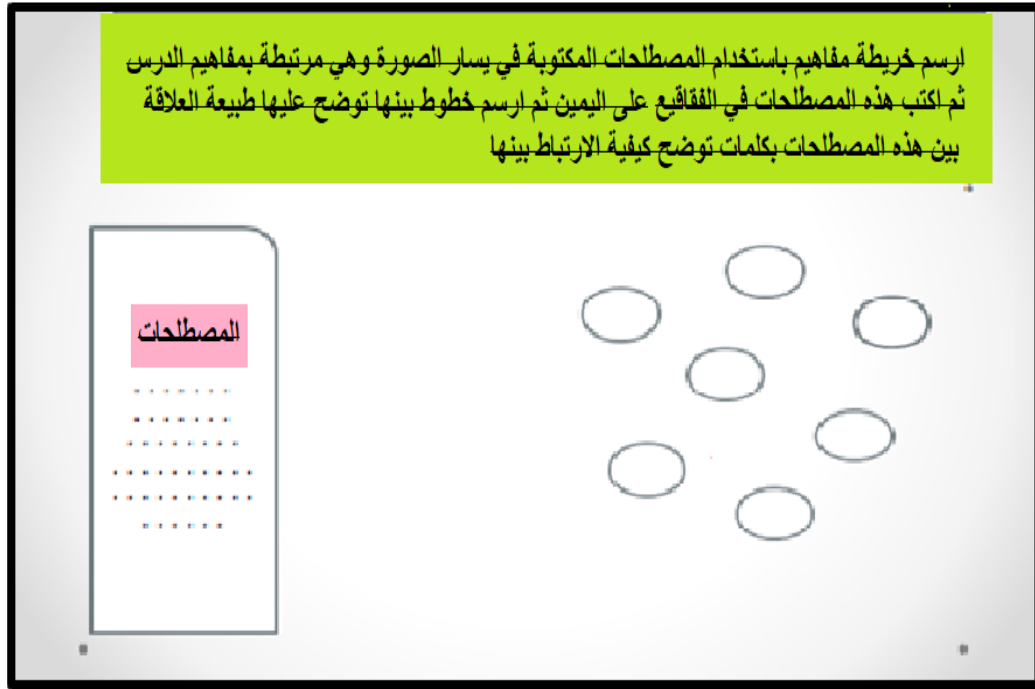 ارسم خريطة مفاهيم باستخدام المصطلحات المكتوبة في يسار الصورة وهي مرتبطة بمفاهيم الدرس
ثم اكتب هذه المصطلحات في الفقاقيع على اليمين ثم ارسم خطوط بينها توضح عليها طبيعة العلاقة
بين هذه المصطلحات بكلمات توضح كيفية الارتباط بينها
المصطلحات